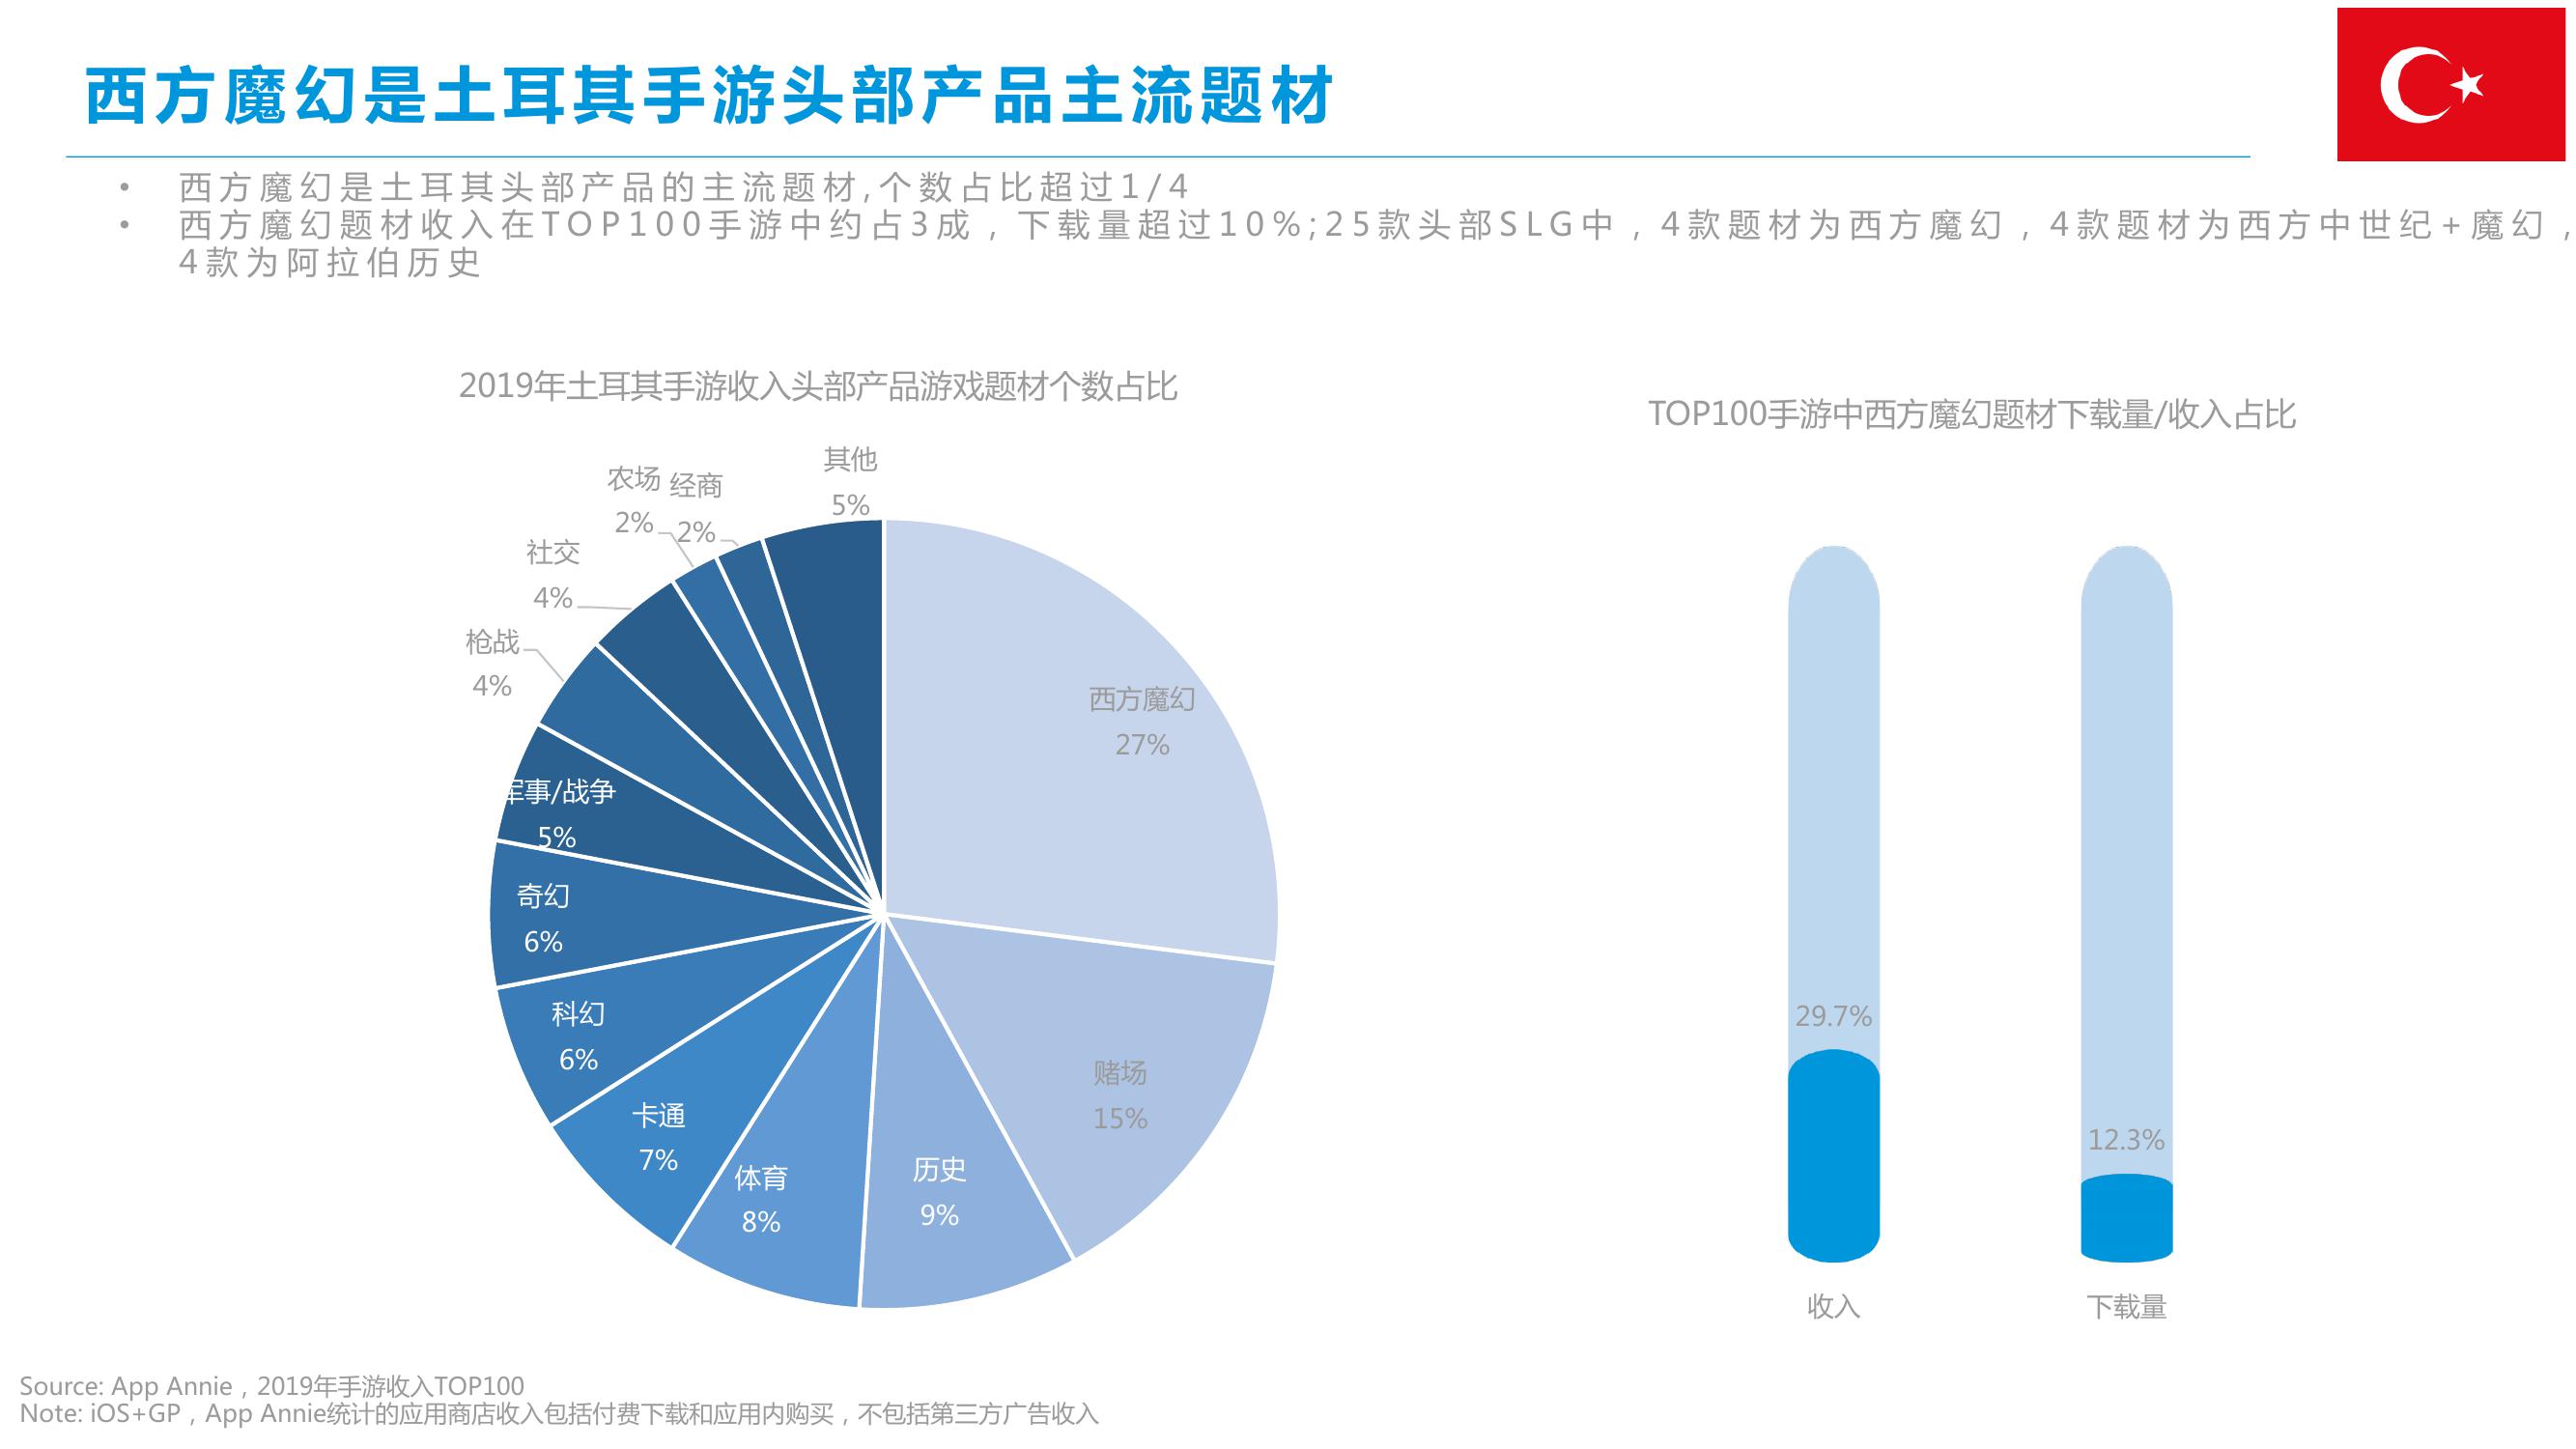 西方魔幻是土耳其手游头部产品主流题材
• 西方魔幻是土耳其头部产品的主流题材,个数占比超过1/4
• 西方魔幻题材收入在TOP100手游中约占3成，下载量超过10%;25款头部SLG中，4款题材为西方魔幻，4款题材为西方中世纪+魔幻，
4款为阿拉伯历史
2019年土耳其手游收入头部产品游戏题材个数占比
其他
5%
农场
2%
经商
2%
社交
4%
枪战
4%
军事/战争
5%
奇幻
6%
科幻
6%
卡通
7%
体育
8%
历史
9%
赌场
15%
西方魔幻
27%
TOP100手游中西方魔幻题材下载量/收入占比
29.7%
12.3%
收入
下载量
Source: App Annie，2019年手游收入TOP100
Note: iOS+GP，App Annie统计的应用商店收入包括付费下载和应用内购买，不包括第三方广告收入